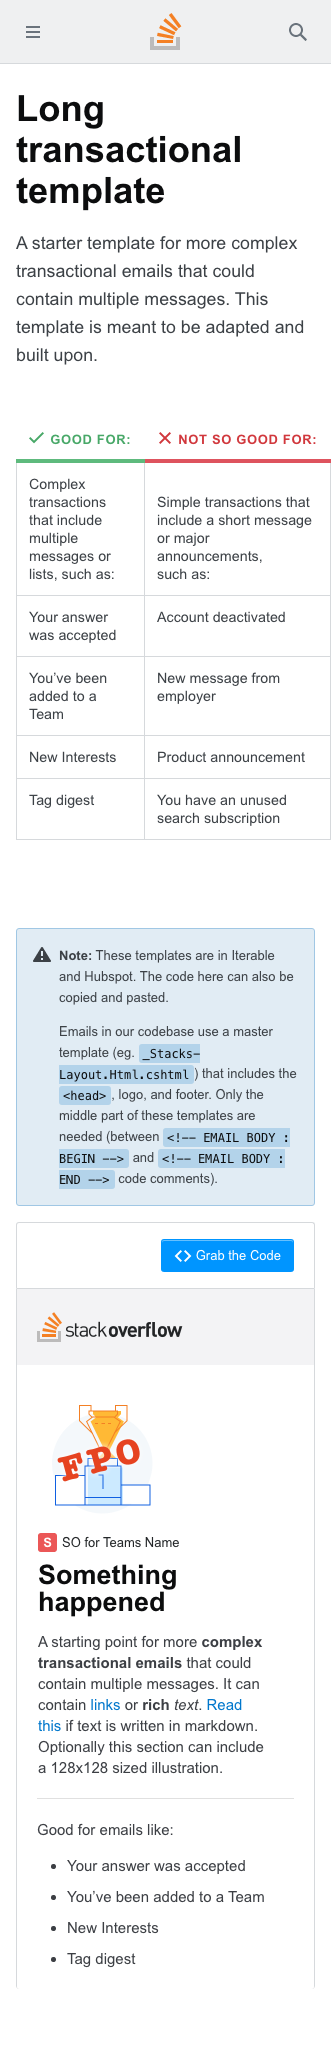 Long
transactional
template
A starter template for more complex
transactional emails that could
contain multiple messages. This
template is meant to be adapted and
built upon.
GOOD FOR: NOT SO GOOD FOR:
Complex
transactions
that include
multiple
messages or
lists, such as:
Simple transactions that
include a short message
or major
announcements,
such as:
Your answer
was accepted
Account deactivated
You’ve been
added to a
Team
New message from
employer
New Interests
Product announcement
Tag digest
You have an unused
search subscription
Note: These templates are in Iterable
and Hubspot. The code here can also be
copied and pasted.
Emails in our codebase use a master
template (eg. _Stacks-
Layout.Html.cshtml) that includes the
<head>, logo, and footer. Only the
middle part of these templates are
needed (between <!-- EMAIL BODY :
BEGIN --> and <!-- EMAIL BODY :
END --> code comments).
Grab the Code
stackoverflow
FPO
1
S SO for Teams Name
Something
happened
A starting point for more complex
transactional emails that could
contain multiple messages. It can
contain links or rich text. Read
this if text is written in markdown.
Optionally this section can include
a 128x128 sized illustration.
Good for emails like:
• Your answer was accepted
• You’ve been added to a Team
• New Interests
• Tag digest